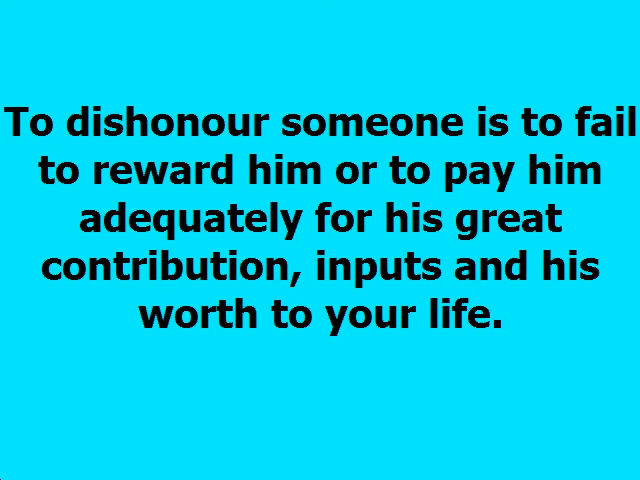 To dishonour someone is to fail
to reward him or to pay him
adequately for his great
contribution, inputs and his
worth to your life.